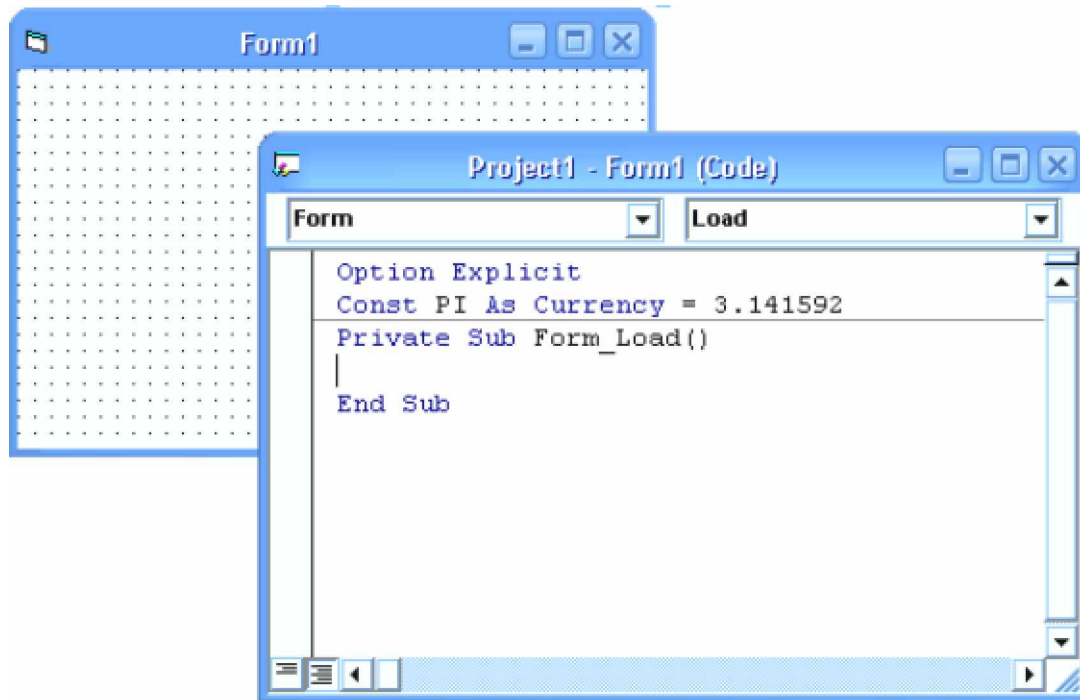 Form1
Project1 - Form1 (Code)
Form
Load
Option Explicit
Const PI As Currency = 3.141592
Private Sub Form_Load()
End Sub